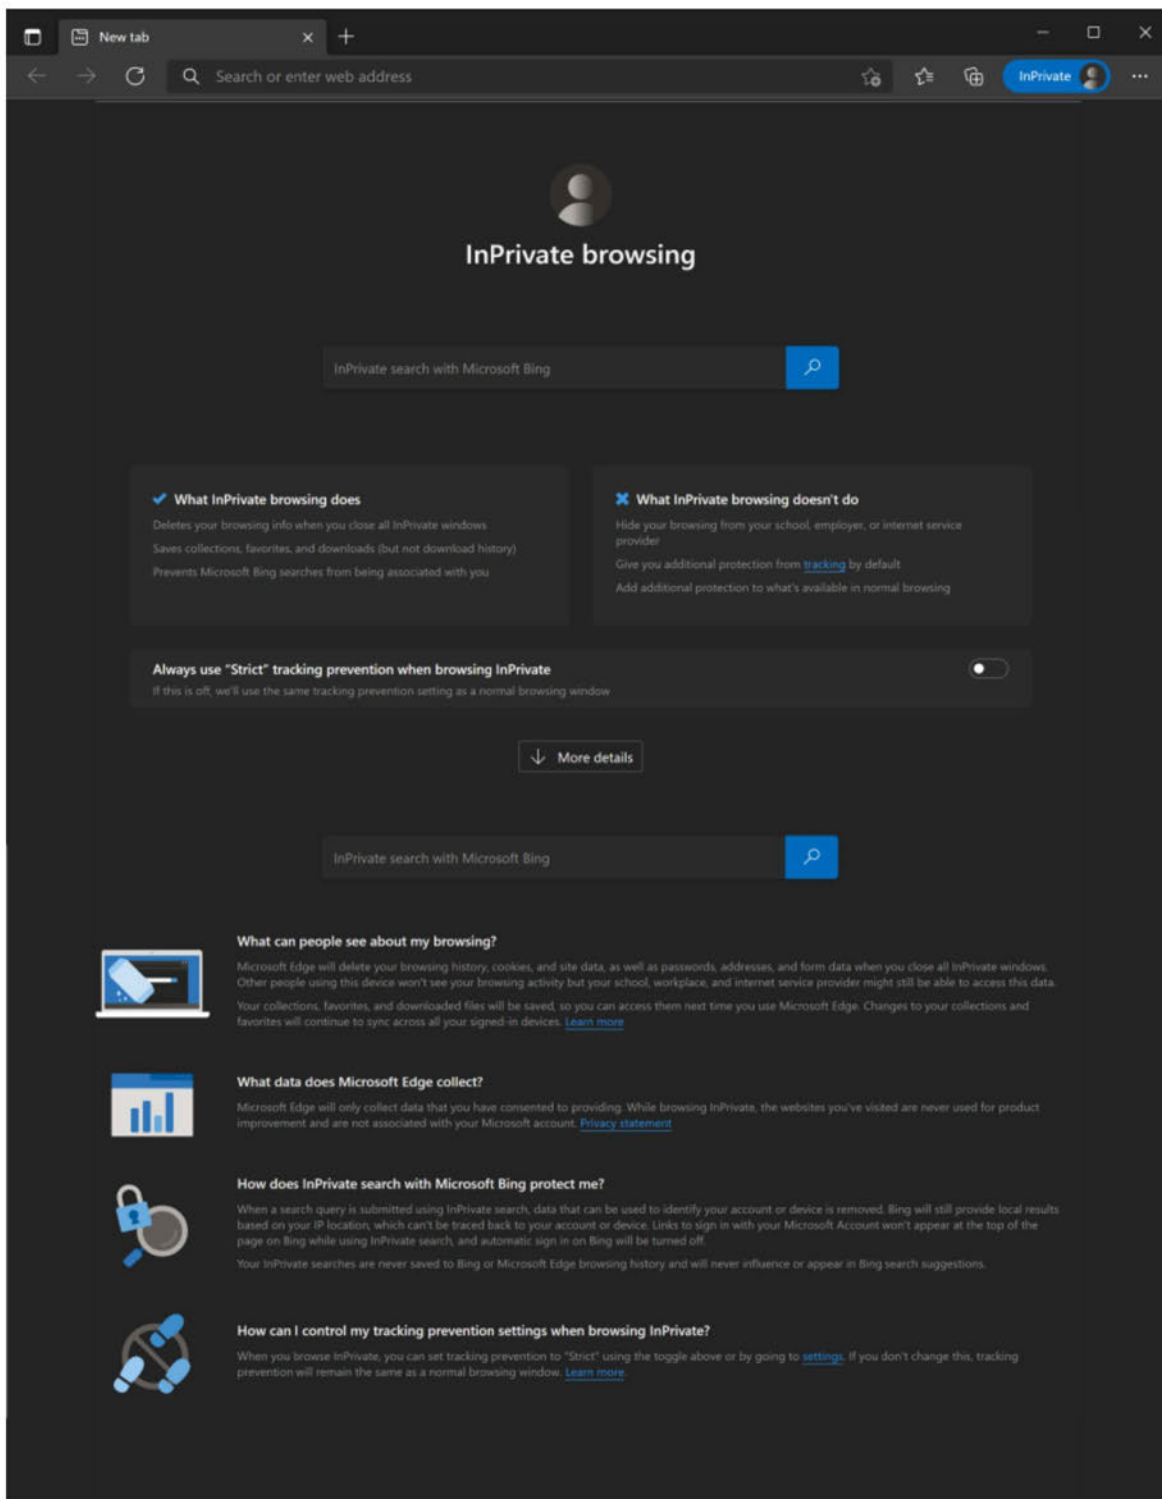 New tab
Search or enter web address
InPrivate
InPrivate browsing
InPrivate search with Microsoft Bing
What InPrivate browsing does
Deletes your browsing info when you close all InPrivate windows
Saves collections, favorites, and downloads (but not download history)
Prevents Microsoft Bing searches from being associated with you
What InPrivate browsing doesn't do
Hide your browsing from your school, employer, or internet service
provider
Give you additional protection from tracking by default
Add additional protection to what's available in normal browsing
Always use "Strict" tracking prevention when browsing InPrivate
If this is off, we'll use the same tracking prevention setting as a normal browsing window
More details
InPrivate search with Microsoft Bing
What can people see about my browsing?
Microsoft Edge will delete your browsing history, cookies, and site data, as well as passwords, addresses, and form data when you close all InPrivate windows.
Other people using this device won't see your browsing activity but your school, workplace, and internet service provider might still be able to access this data.
Your collections, favorites, and downloaded files will be saved, so you can access them next time you use Microsoft Edge. Changes to your collections and
favorites will continue to sync across all your signed-in devices. Learn more
What data does Microsoft Edge collect?
Microsoft Edge will only collect data that you have consented to providing. While browsing InPrivate, the websites you've visited are never used for product
improvement and are not associated with your Microsoft account. Privacy statement
How does InPrivate search with Microsoft Bing protect me?
When a search query is submitted using InPrivate search, data that can be used to identify your account or device is removed. Bing will still provide local results
based on your IP location, which can't be traced back to your account or device. Links to sign in with your Microsoft Account won't appear at the top of the
page on Bing while using InPrivate search, and automatic sign in on Bing will be turned off.
Your InPrivate searches are never saved to Bing or Microsoft Edge browsing history and will never influence or appear in Bing search suggestions.
How can I control my tracking prevention settings when browsing InPrivate?
When you browse InPrivate, you can set tracking prevention to "Strict" using the toggle above or by going to settings. If you don't change this, tracking
prevention will remain the same as a normal browsing window. Learn more.